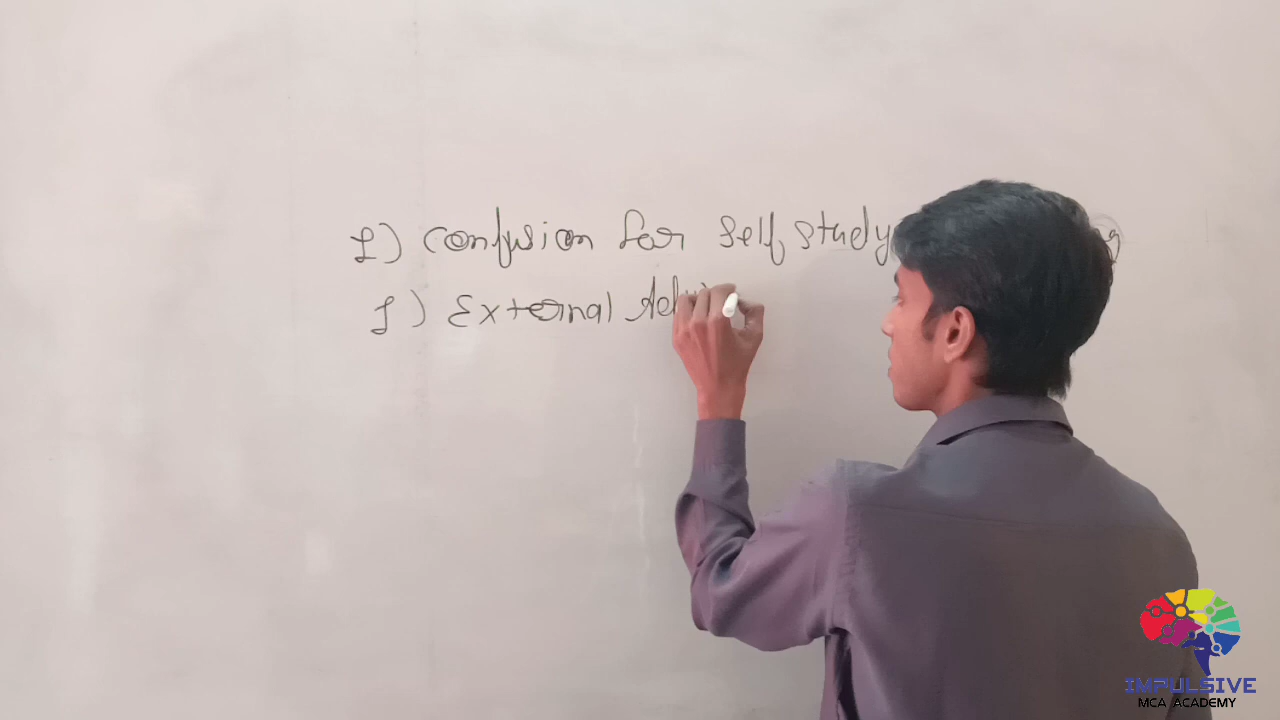 1) Confusion for Self study
1) External
IMPULSIVE
MCA ACADEMY